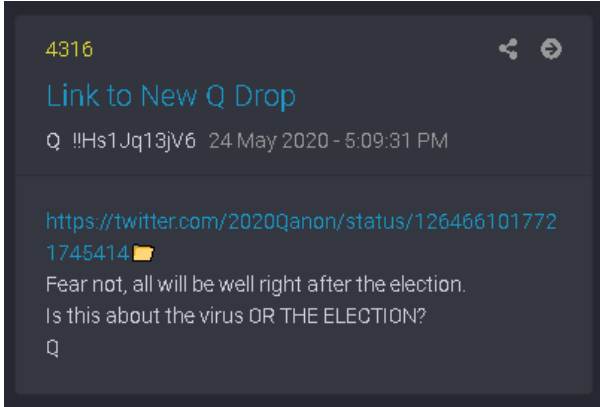 4316
Link to New Q Drop
Q !!Hs1Jq13jV6 24 May 2020 - 5:09:31 PM
https://twitter.com/2020Qanon/status/126466101772
1745414
Fear not, all will be well right after the election.
Is this about the virus OR THE ELECTION?
Q